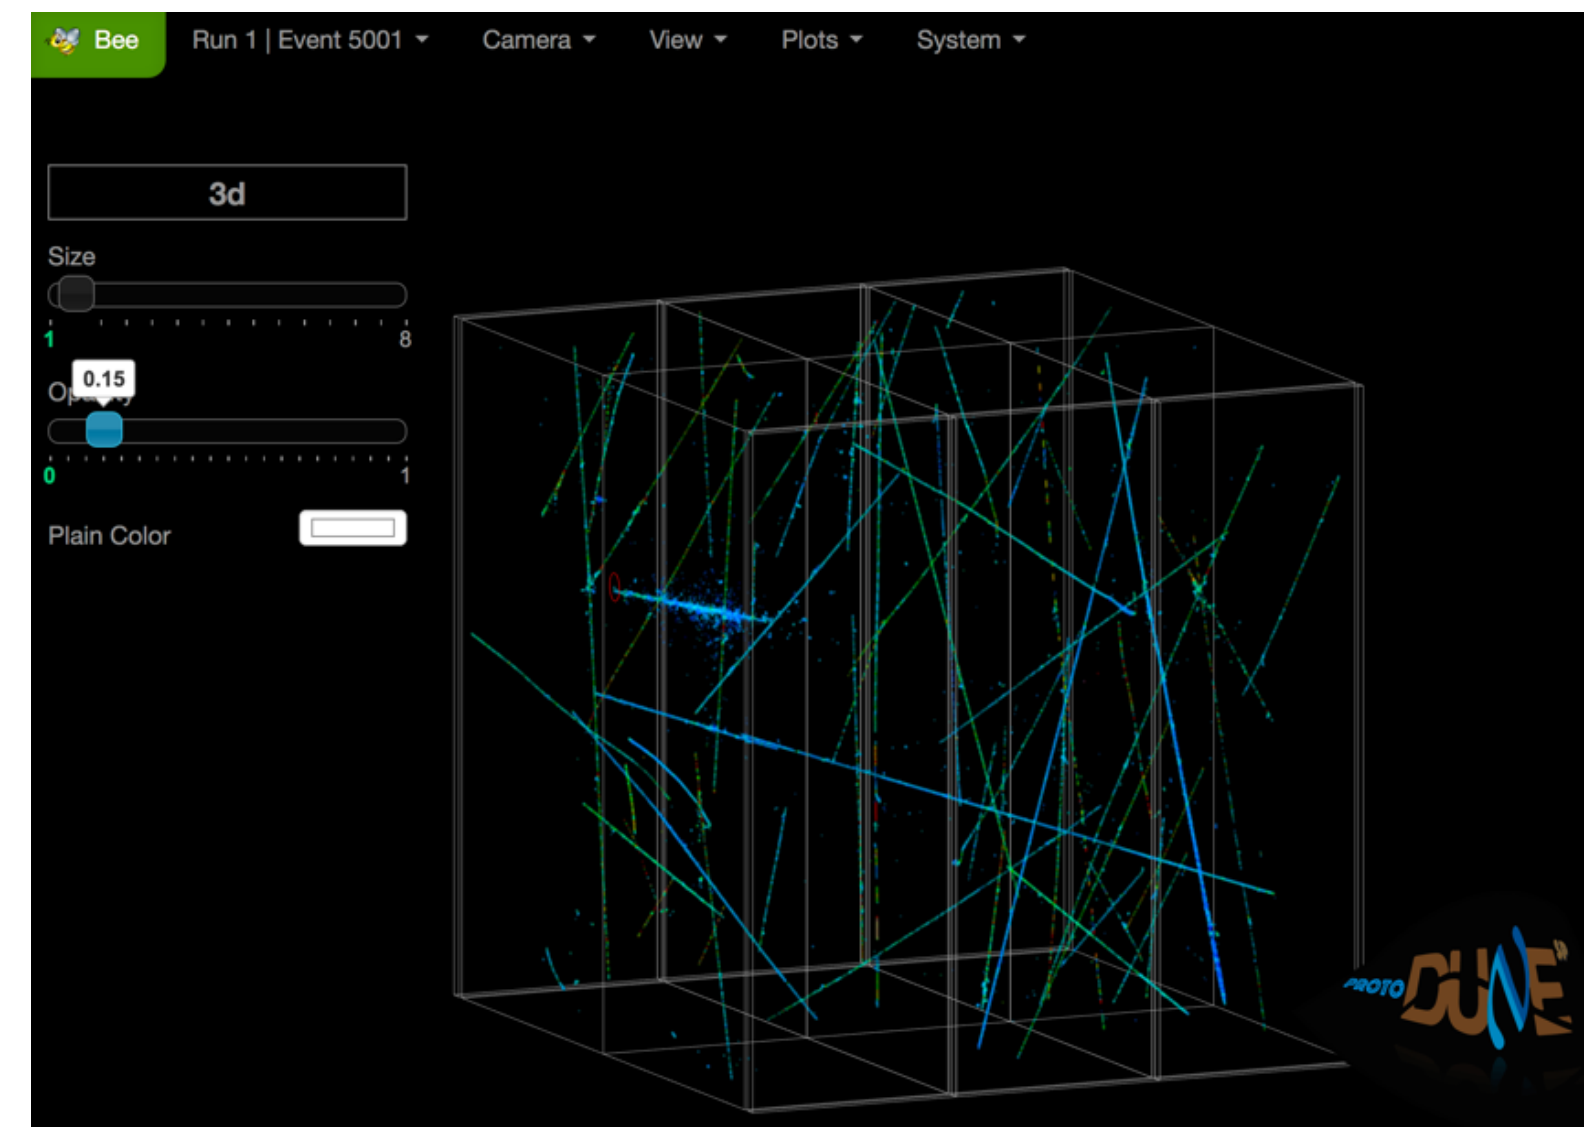 Bee Run 1 | Event 5001 Camera View Plots System
3d
Size
1 8
0.15
0 1
Plain Color
PROTO DUNE